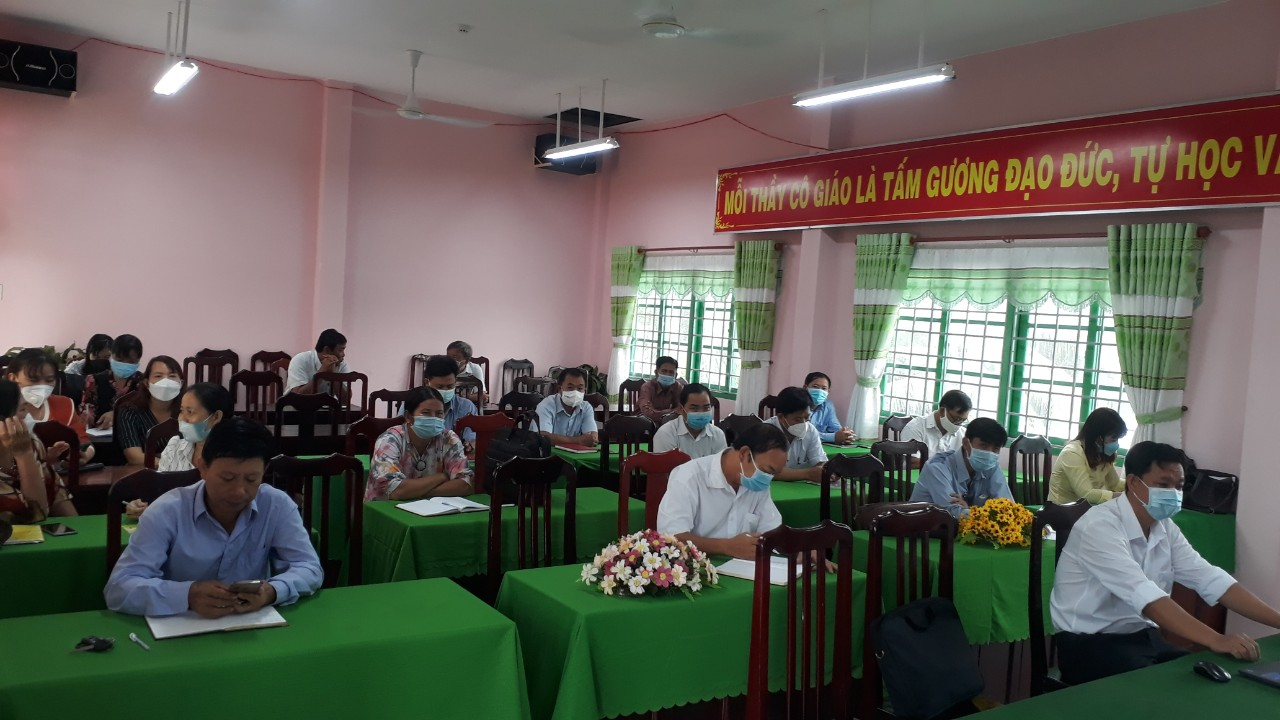 MỖI THẦY CÔ GIÁO LÀ TẤM GƯƠNG ĐẠO ĐỨC, TỰ HỌC VÀ